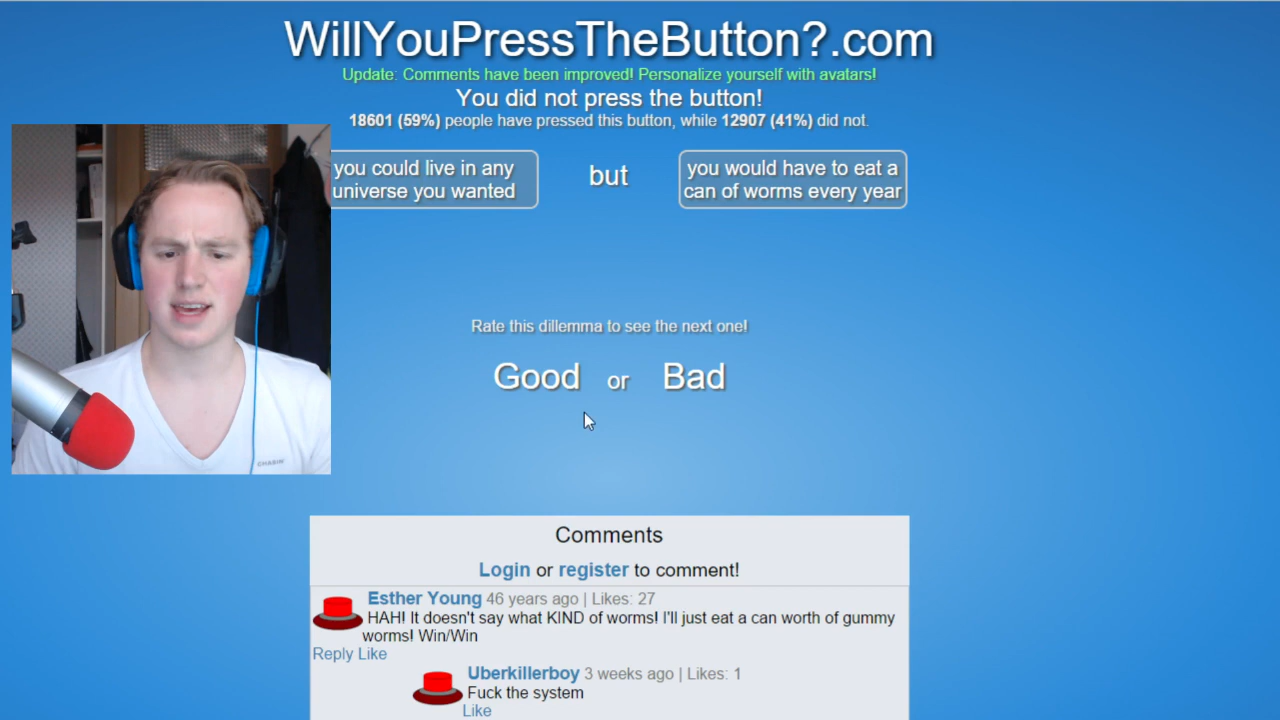 WillYouPressTheButton?.com
Update: Comments have been improved! Personalize yourself with avatars!
You did not press the button!
18601 (59%) people have pressed this button, while 12907 (41%) did not.
you could live in any
universe you wanted
but
you would have to eat a
can of worms every year
Rate this dillemma to see the next one!
Good or Bad
CHASIN'
Comments
Login or register to comment!
Esther Young 46 years ago | Likes: 27
HAH! It doesn't say what KIND of worms! I'll just eat a can worth of gummy
worms! Win/Win
Reply Like
Uberkillerboy 3 weeks ago | Likes: 1
Fuck the system
Like